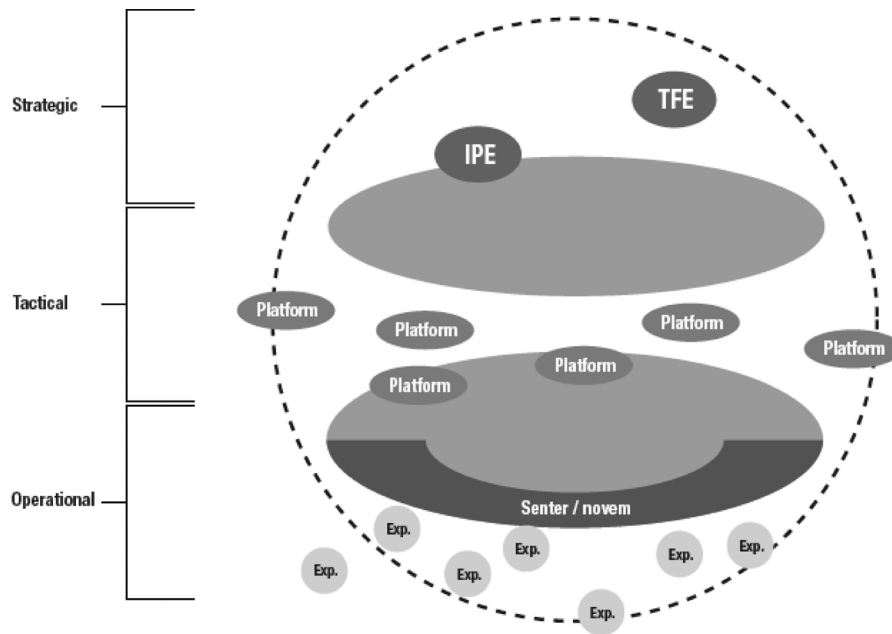 Strategic
TFE
IPE
Tactical
Platform
Platform
Platform
Platform
Platform
Platform
Operational
Senter / novem
Exp.
Exp.
Exp.
Exp.
Exp.
Exp.
Exp.